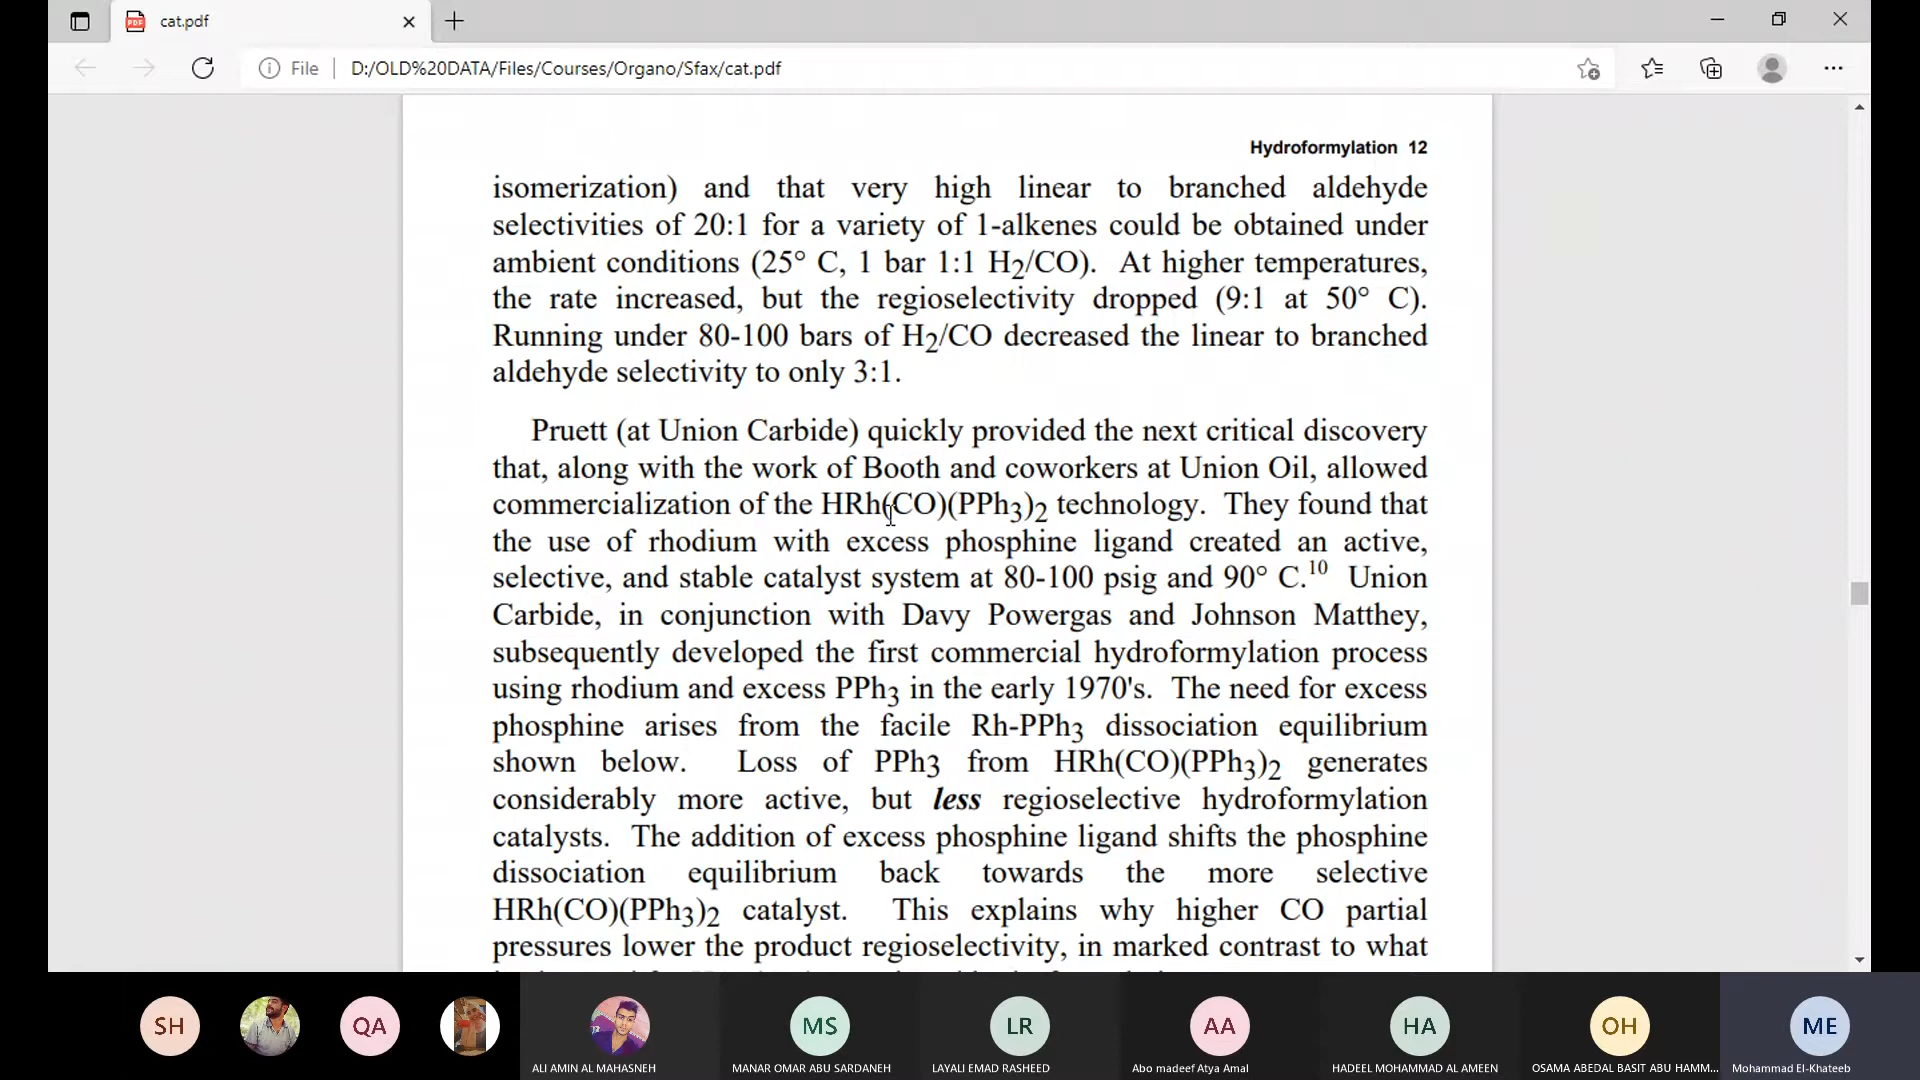 cat.pdf
File
D:/OLD%20DATA/Files/Courses/Organo/Sfax/cat.pdf
Hydroformylation 12
isomerization) and that very high linear to branched aldehyde
selectivities of 20:1 for a variety of 1-alkenes could be obtained under
ambient conditions (25° C, 1 bar 1:1 H2/CO). At higher temperatures,
the rate increased, but the regioselectivity dropped (9:1 at 50° C).
Running under 80-100 bars of H2/CO decreased the linear to branched
aldehyde selectivity to only 3:1.
Pruett (at Union Carbide) quickly provided the next critical discovery
that, along with the work of Booth and coworkers at Union Oil, allowed
commercialization of the HRh(CO)(PPh3)2 technology. They found that
the use of rhodium with excess phosphine ligand created an active,
selective, and stable catalyst system at 80-100 psig and 90° C.10 Union
Carbide, in conjunction with Davy Powergas and Johnson Matthey,
subsequently developed the first commercial hydroformylation process
using rhodium and excess PPh3 in the early 1970's. The need for excess
phosphine arises from the facile Rh-PPh3 dissociation equilibrium
shown below. Loss of PPh3 from HRh(CO)(PPh3)2 generates
considerably more active, but less regioselective hydroformylation
catalysts. The addition of excess phosphine ligand shifts the phosphine
dissociation equilibrium back towards the more selective
HRh(CO)(PPh3)2 catalyst. This explains why higher CO partial
pressures lower the product regioselectivity, in marked contrast to what
SH
QA
MS
LR
AA
HA
OH
ME
ALI AMIN AL MAHASNEH
MANAR OMAR ABU SARDANEH
LAYALI EMAD RASHEED
Abo madeef Atya Amal
HADEEL MOHAMMAD AL AMEEN
OSAMA ABEDAL BASIT ABU HAMM...
Mohammad El-Khateeb